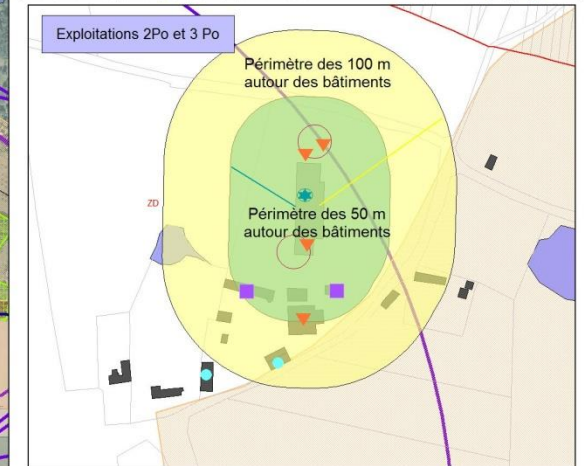 Exploitations 2Po et 3 Po
Périmètre des 100 m
autour des bâtiments
ZD
Périmètre des 50 m
autour des bâtiments